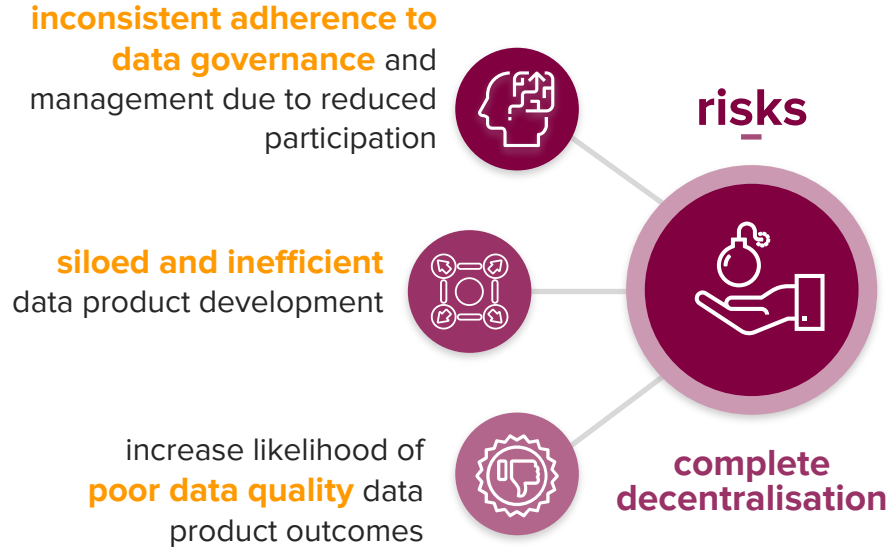 inconsistent adherence to
data governance and
management due to reduced
participation
risks
siloed and inefficient
data product development
increase likelihood of
poor data quality data
product outcomes
complete
decentralisation